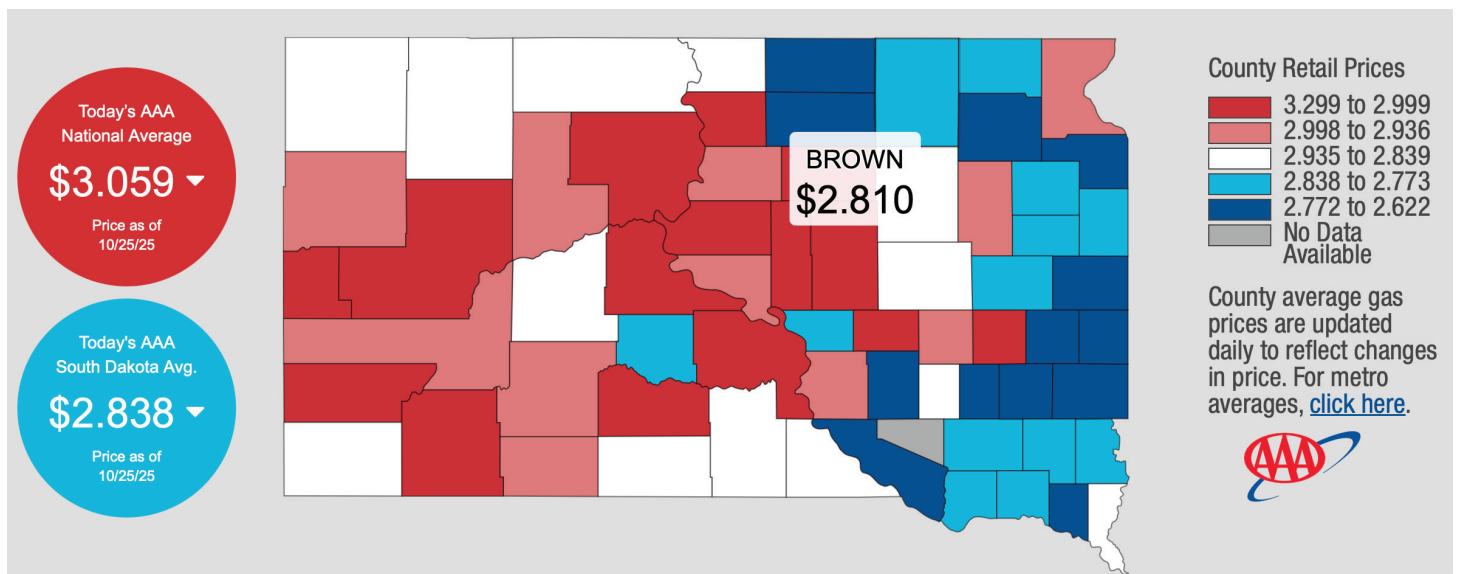 Today's AAA
National Average
$3.059
Price as of
10/25/25
Today's AAA
South Dakota Avg.
$2.838
Price as of
10/25/25
BROWN
$2.810
County Retail Prices
3.299 to 2.999
2.998 to 2.936
2.935 to 2.839
2.838 to 2.773
2.772 to 2.622
No Data
Available
County average gas
prices are updated
daily to reflect changes
in price. For metro
averages, click here.
AAA